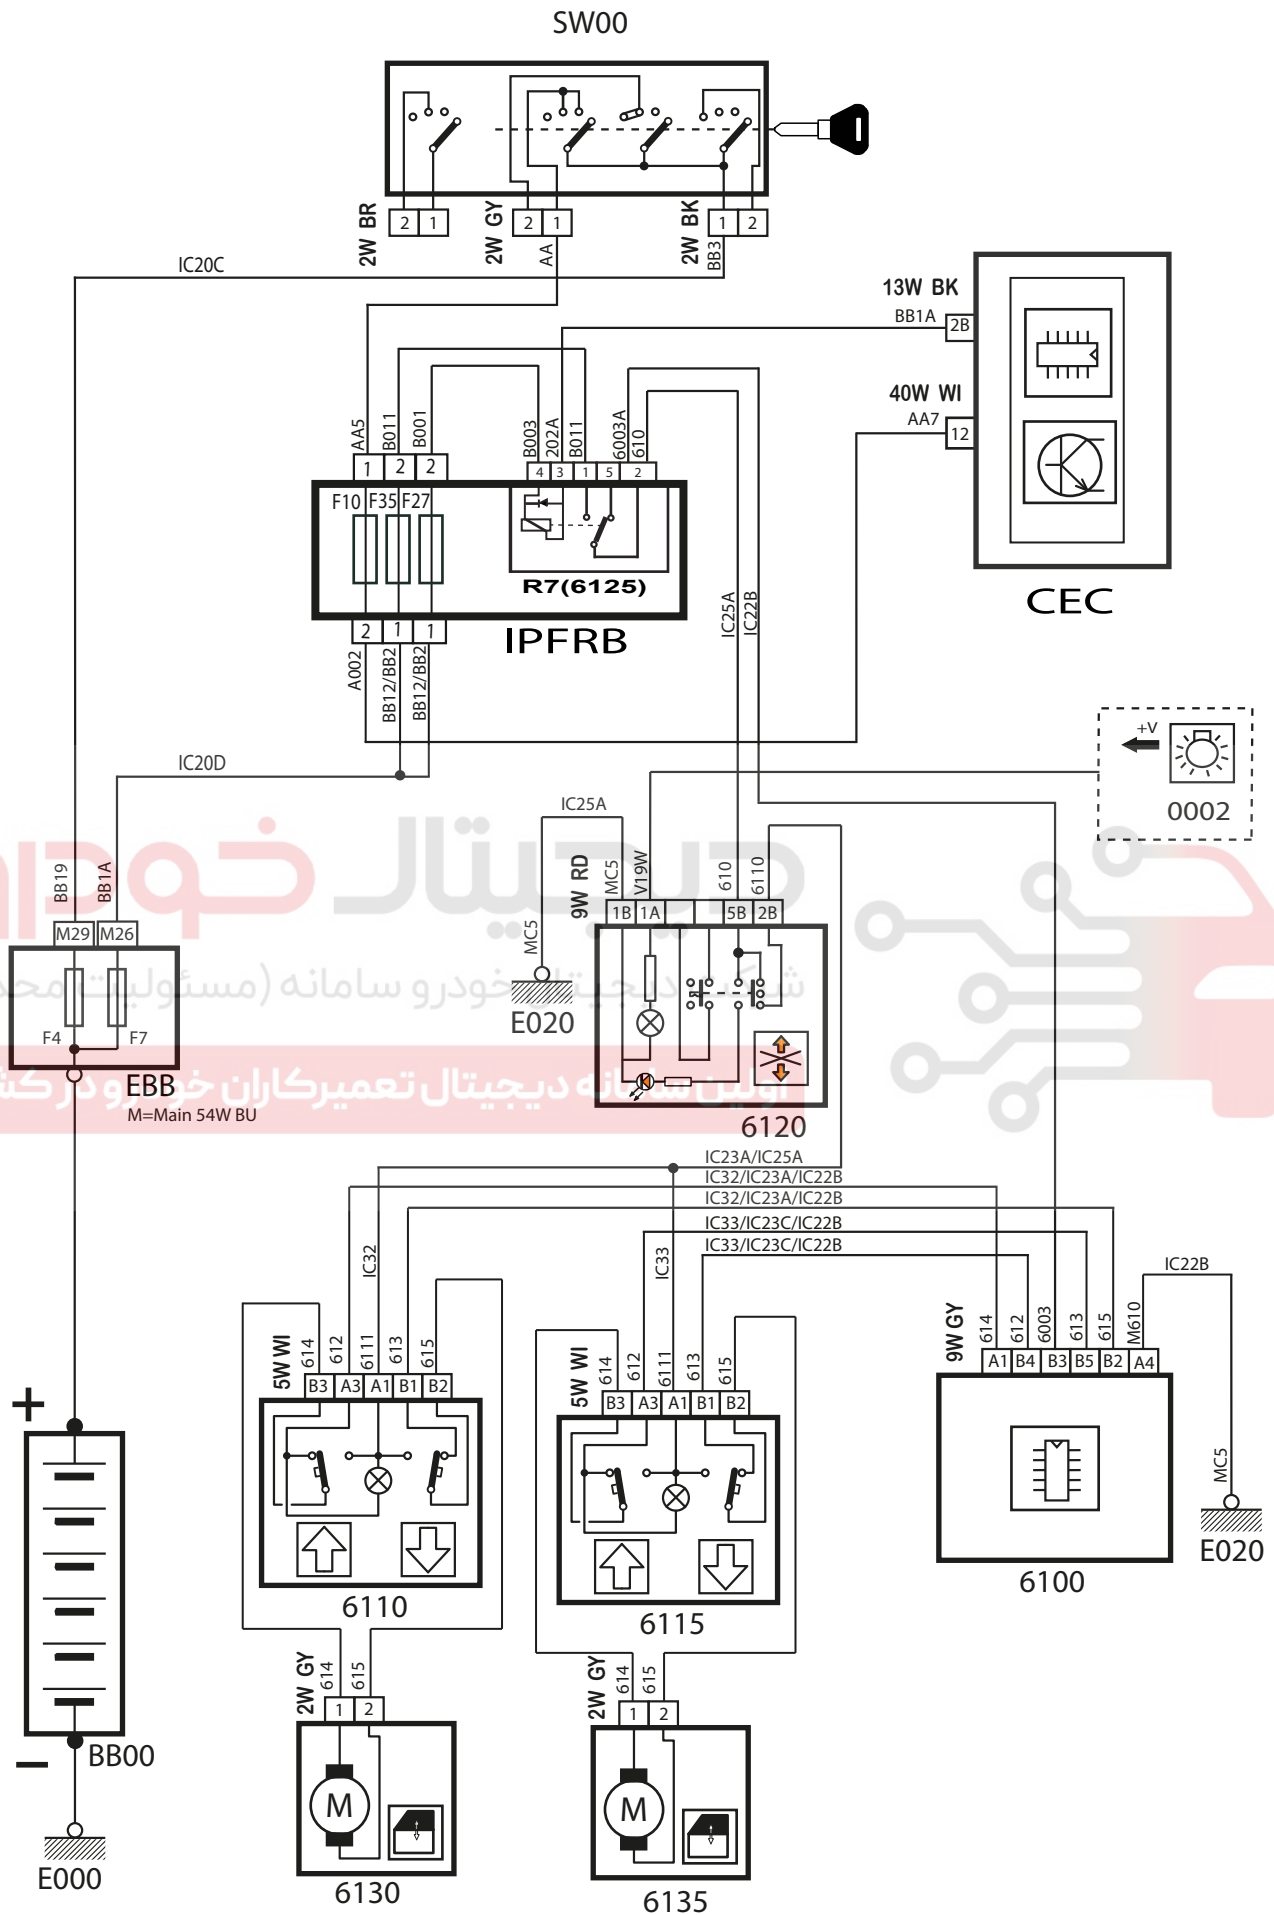 SW00
2W BR
2
1
2W GY
2
1
2W BK
1
2
AA
BB3
IC20C
13W BK
BB1A
2B
40W WI
AA7
12
CEC
AA5
B011
B001
B003
202A
B011
6003A
610
1
2
2
4
3
1
5
2
F10
F35
F27
R7(6125)
IPFRB
2
1
1
A002
BB12/BB2
BB12/BB2
IC25A
IC22B
+V
0002
IC20D
IC25A
دیجیتال خودرو
BB19
BB1A
M29
M26
F4
F7
EBB
M=Main 54W BU
MC5
E020
9W RD
MC5
V19W
610
6110
1B
1A
5B
2B
شرکت دیجیتال خودرو سامانه (مسئولیت محد
اولین سامانه دیجیتال تعمیرکاران خودرو در کش
6120
IC23A/IC25A
IC32/IC23A/IC22B
IC32/IC23A/IC22B
IC33/IC23C/IC22B
IC33/IC23C/IC22B
IC32
IC33
IC22B
5W WI
614
612
6111
613
615
B3
A3
A1
B1
B2
6110
5W WI
614
612
6111
613
615
B3
A3
A1
B1
B2
6115
9W GY
614
612
6003
613
615
M610
A1
B4
B3
B5
B2
A4
6100
MC5
E020
+
−
BB00
E000
2W GY
614
615
1
2
M
6130
2W GY
614
615
1
2
M
6135